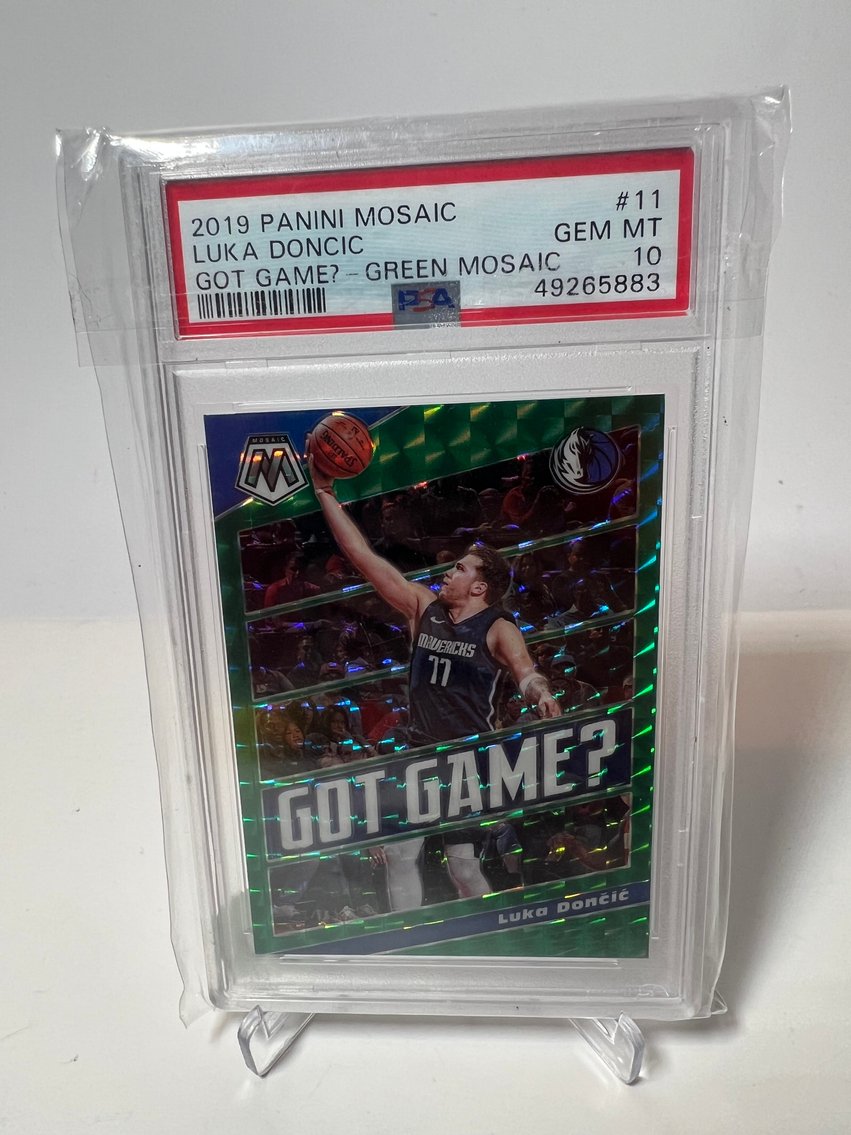 2019 PANINI MOSAIC #11
LUKA DONCIC GEM MT
GOT GAME? - GREEN MOSAIC 10
49265883
PSA
MOSAIC
M
SPALDING
MAVERICKS
77
GOT GAME?
Luka Dončić